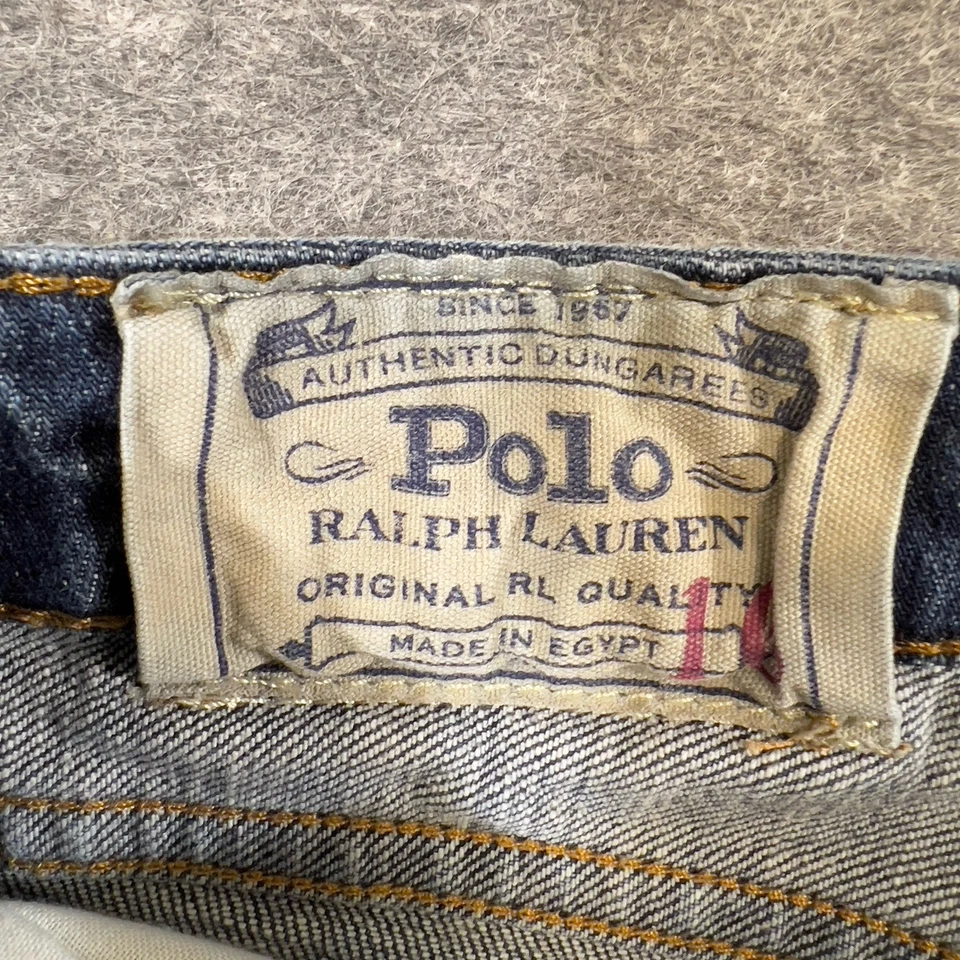 SINCE 1967
AUTHENTIC DUNGAREES
Polo
RALPH LAUREN
ORIGINAL RL QUALITY
MADE IN EGYPT